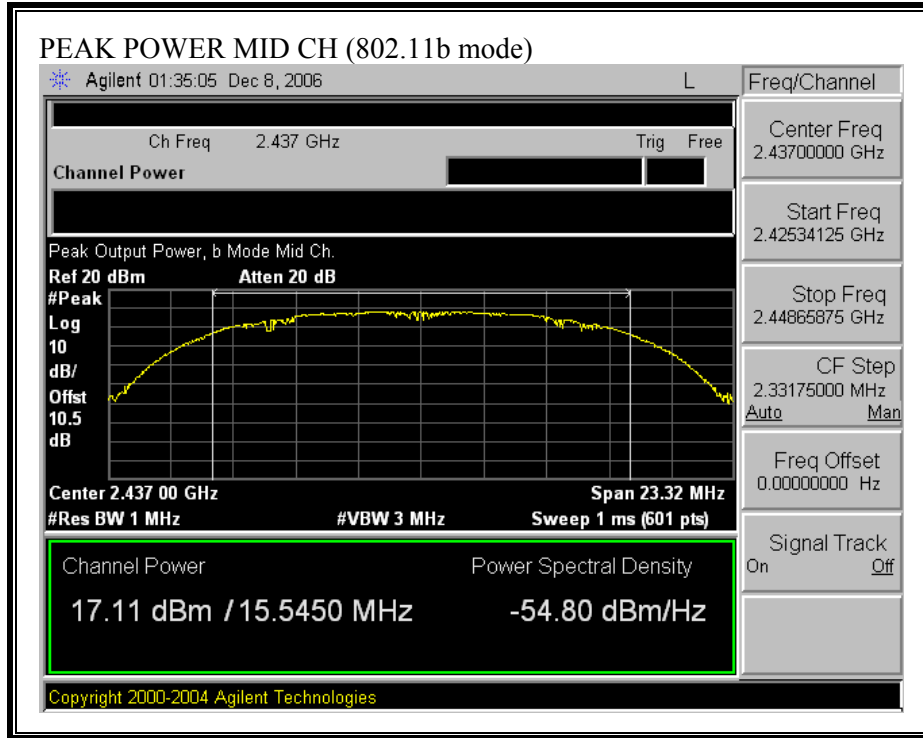 PEAK POWER MID CH (802.11b mode)
Agilent 01:35:05 Dec 8, 2006 L
Freq/Channel
Ch Freq 2.437 GHz Trig Free
Channel Power
Center Freq
2.43700000 GHz
Start Freq
2.42534125 GHz
Stop Freq
2.44865875 GHz
CF Step
2.33175000 MHz
Auto Man
Freq Offset
0.00000000 Hz
Signal Track
On Off
Peak Output Power, b Mode Mid Ch.
Ref 20 dBm Atten 20 dB
#Peak
Log
10
dB/
Offst
10.5
dB
Center 2.437 00 GHz Span 23.32 MHz
#Res BW 1 MHz #VBW 3 MHz Sweep 1 ms (601 pts)
Channel Power Power Spectral Density
17.11 dBm / 15.5450 MHz -54.80 dBm/Hz
Copyright 2000-2004 Agilent Technologies